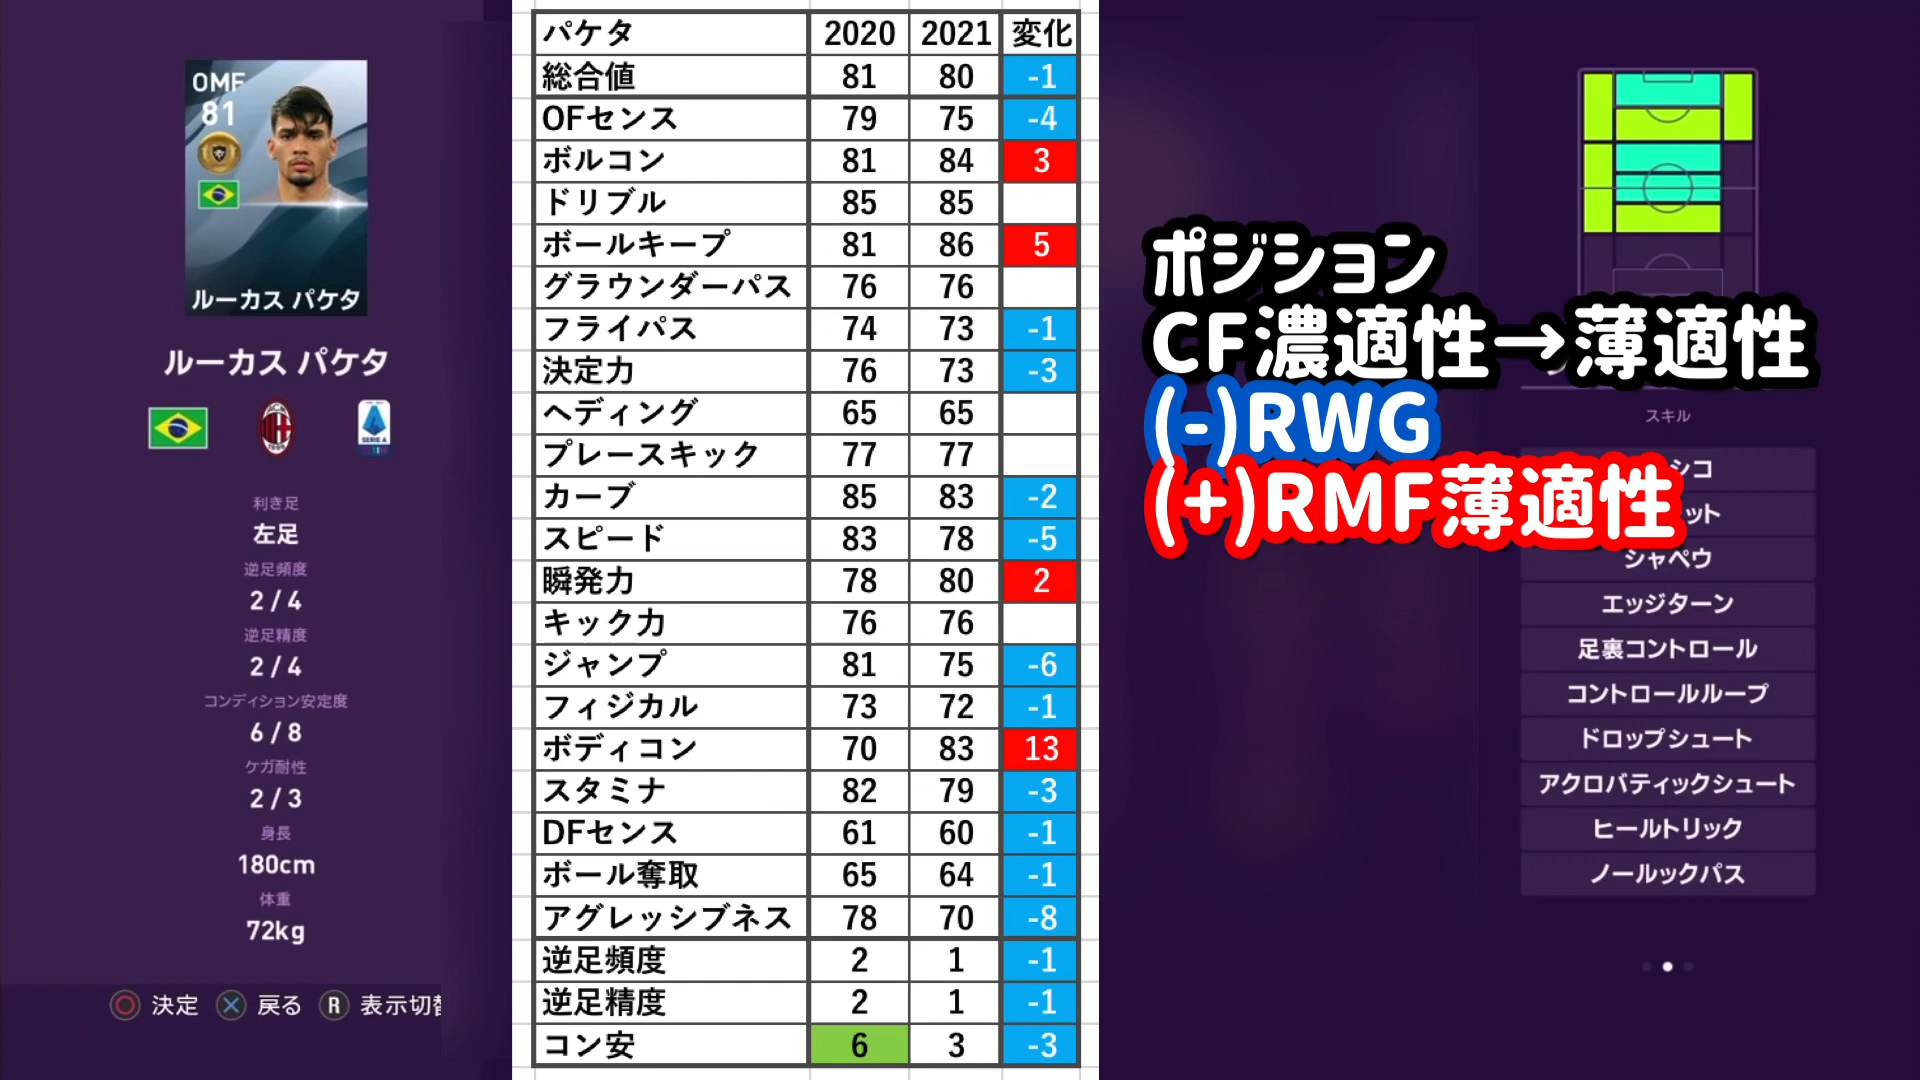 OMF
81
ルーカス パケタ
ルーカス パケタ
SERIE A
利き足
左足
逆足頻度
2 / 4
逆足精度
2 / 4
コンディション安定度
6 / 8
ケガ耐性
2 / 3
身長
180cm
体重
72kg
決定 戻る R 表示切替
パケタ 2020 2021 変化
総合値 81 80 -1
OFセンス 79 75 -4
ボルコン 81 84 3
ドリブル 85 85
ボールキープ 81 86 5
グラウンダーパス 76 76
フライパス 74 73 -1
決定力 76 73 -3
ヘディング 65 65
プレースキック 77 77
カーブ 85 83 -2
スピード 83 78 -5
瞬発力 78 80 2
キック力 76 76
ジャンプ 81 75 -6
フィジカル 73 72 -1
ボディコン 70 83 13
スタミナ 82 79 -3
DFセンス 61 60 -1
ボール奪取 65 64 -1
アグレッシブネス 78 70 -8
逆足頻度 2 1 -1
逆足精度 2 1 -1
コン安 6 3 -3
ポジション
CF濃適性→薄適性
(-)RWG
(+)RMF薄適性
スキル
シコ
ット
シャペウ
エッジターン
足裏コントロール
コントロールループ
ドロップシュート
アクロバティックシュート
ヒールトリック
ノールックパス